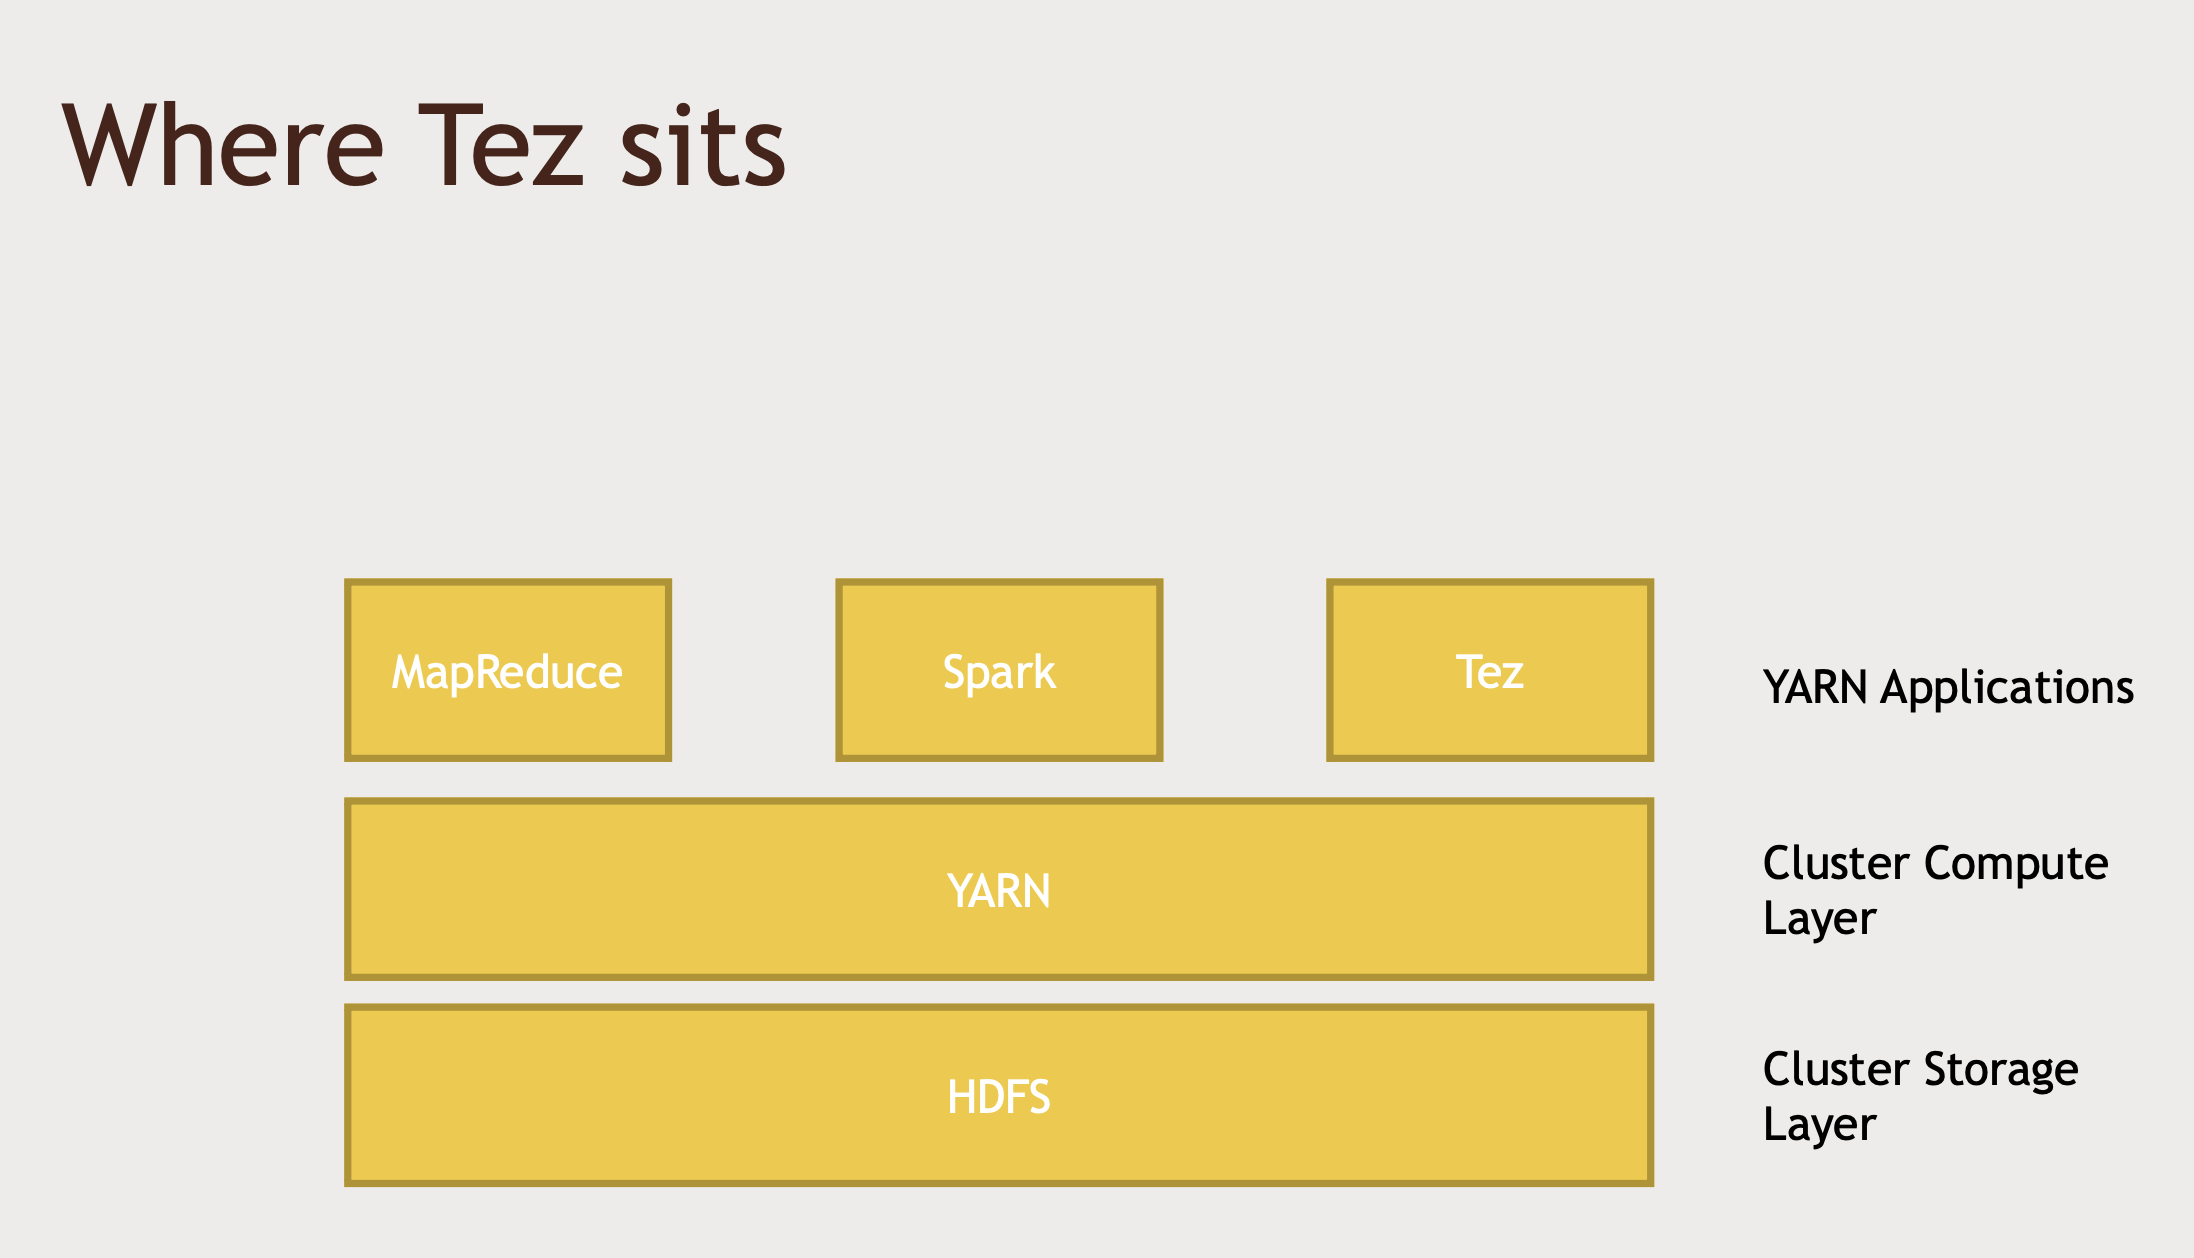 Where Tez sits
MapReduce
Spark
Tez
YARN Applications
YARN
Cluster Compute
Layer
HDFS
Cluster Storage
Layer